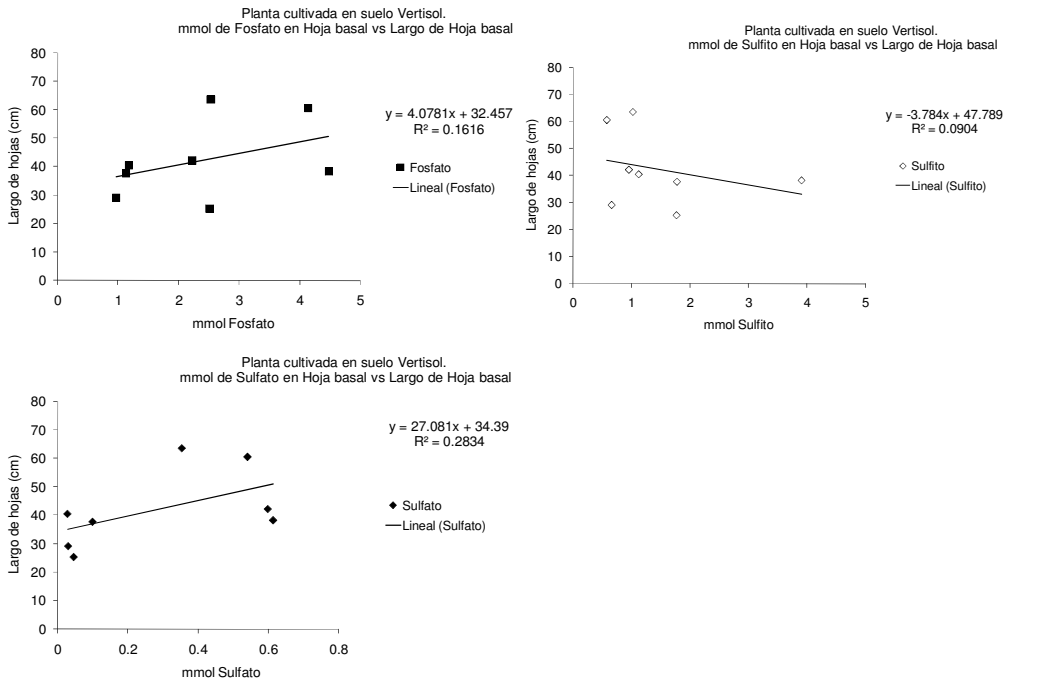 Planta cultivada en suelo Vertisol.
mmol de Fosfato en Hoja basal vs Largo de Hoja basal
80
70
60
50
40
30
20
10
0
Largo de hojas (cm)
0 1 2 3 4 5
mmol Fosfato
y = 4.0781x + 32.457
R² = 0.1616
Fosfato
Lineal (Fosfato)
Planta cultivada en suelo Vertisol.
mmol de Sulfito en Hoja basal vs Largo de Hoja basal
80
70
60
50
40
30
20
10
0
Largo de hojas (cm)
0 1 2 3 4 5
mmol Sulfito
y = -3.784x + 47.789
R² = 0.0904
Sulfito
Lineal (Sulfito)
Planta cultivada en suelo Vertisol.
mmol de Sulfato en Hoja basal vs Largo de Hoja basal
80
70
60
50
40
30
20
10
0
Largo de hojas (cm)
0 0.2 0.4 0.6 0.8
mmol Sulfato
y = 27.081x + 34.39
R² = 0.2834
Sulfato
Lineal (Sulfato)